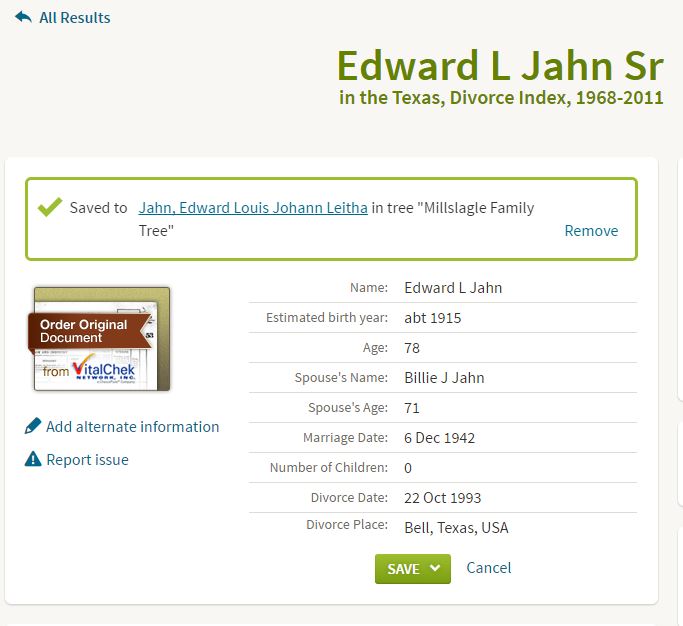 All Results
Edward L Jahn Sr
in the Texas, Divorce Index, 1968-2011
Saved to Jahn, Edward Louis Johann Leitha in tree "Millslagle Family
Tree"
Remove
Order Original
Document
from VitalChek
NETWORK, INC.
Add alternate information
Report issue
Name: Edward L Jahn
Estimated birth year: abt 1915
Age: 78
Spouse's Name: Billie J Jahn
Spouse's Age: 71
Marriage Date: 6 Dec 1942
Number of Children: 0
Divorce Date: 22 Oct 1993
Divorce Place: Bell, Texas, USA
SAVE
Cancel